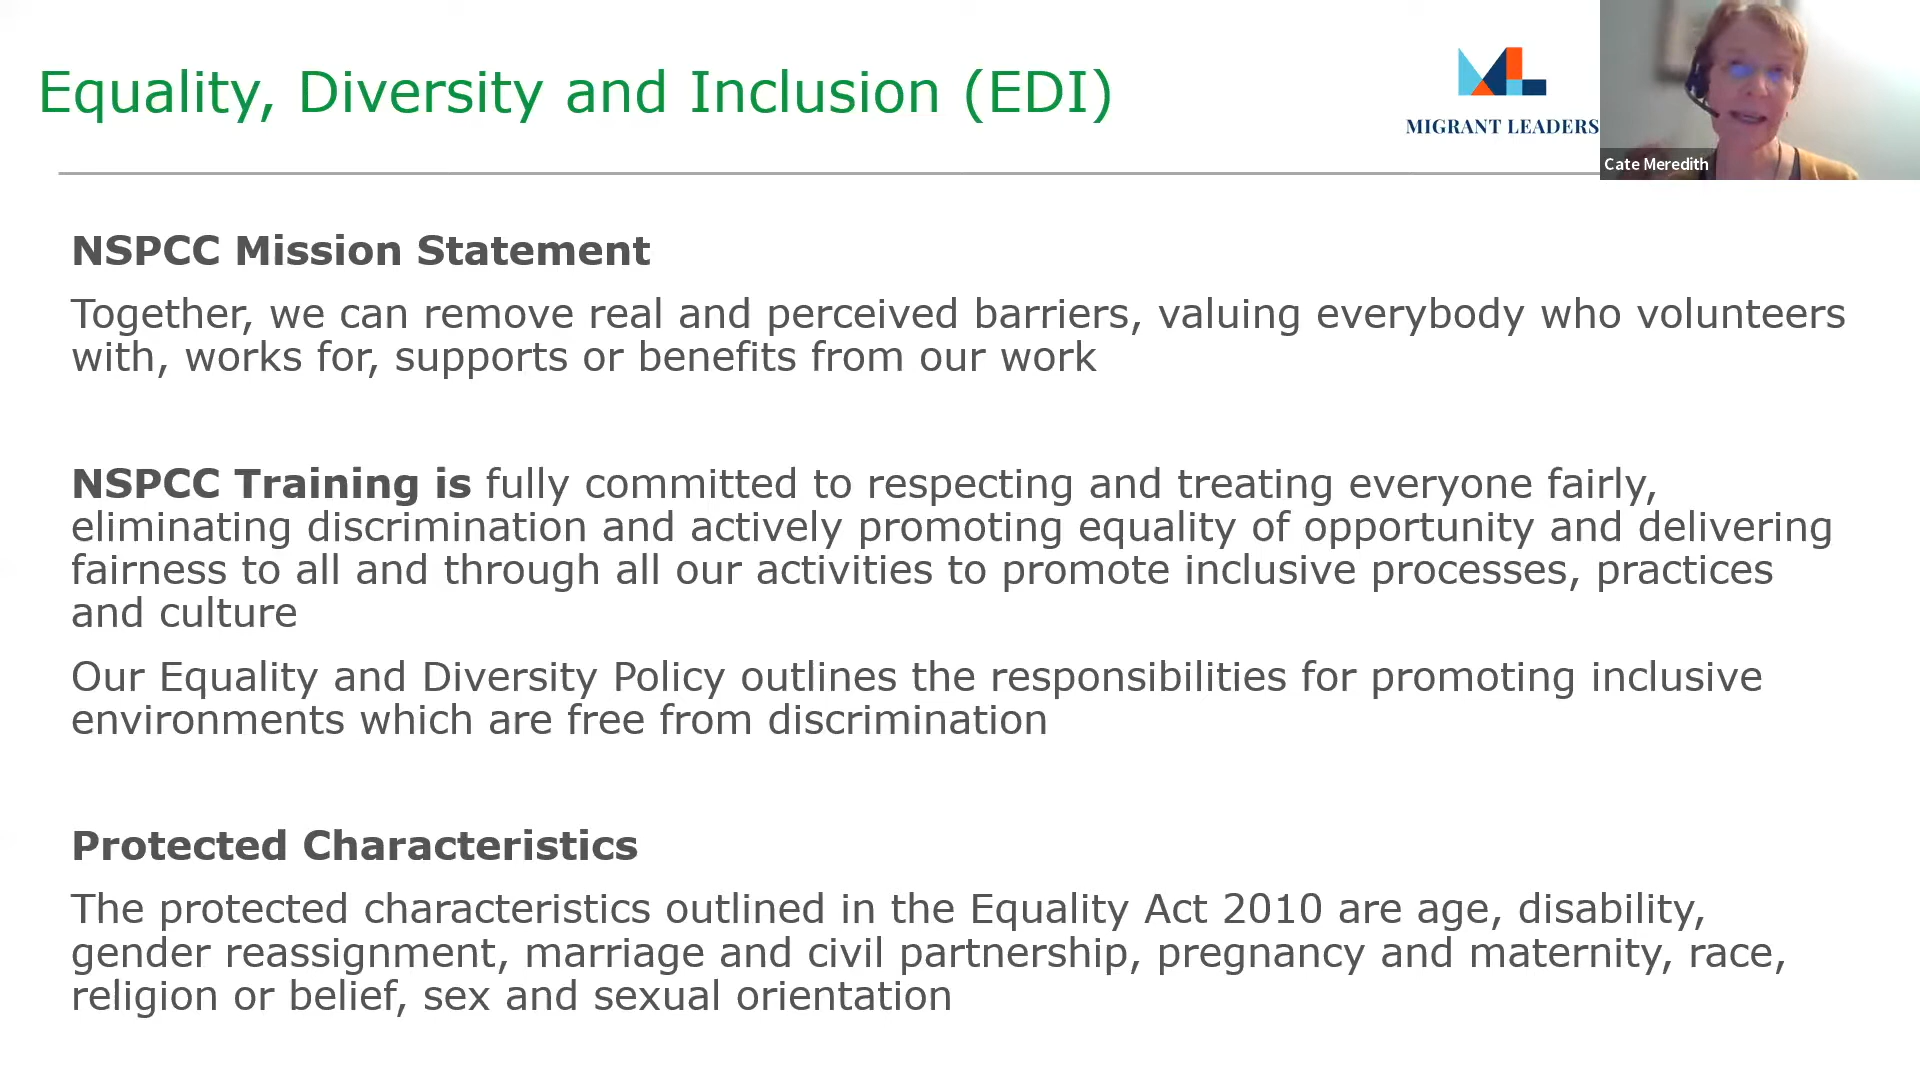 Equality, Diversity and Inclusion (EDI)
MIGRANT LEADERS
Cate Meredith
NSPCC Mission Statement
Together, we can remove real and perceived barriers, valuing everybody who volunteers
with, works for, supports or benefits from our work
NSPCC Training is fully committed to respecting and treating everyone fairly,
eliminating discrimination and actively promoting equality of opportunity and delivering
fairness to all and through all our activities to promote inclusive processes, practices
and culture
Our Equality and Diversity Policy outlines the responsibilities for promoting inclusive
environments which are free from discrimination
Protected Characteristics
The protected characteristics outlined in the Equality Act 2010 are age, disability,
gender reassignment, marriage and civil partnership, pregnancy and maternity, race,
religion or belief, sex and sexual orientation